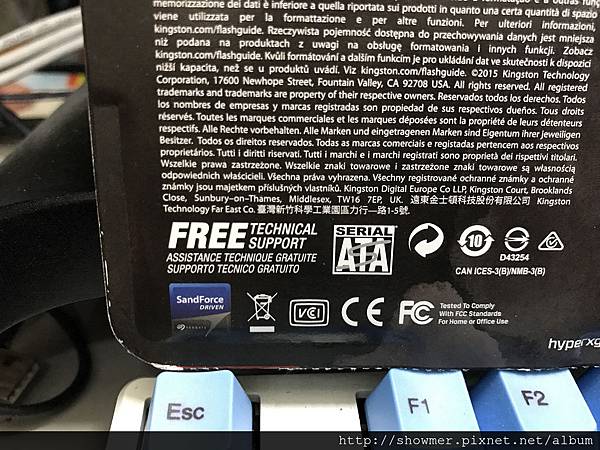 memorizzazione dei dati è inferiore a quella riportata sui prodotti in quanto una certa quantità di spazio
viene utilizzata per la formattazione e per altre funzioni. Per ulteriori informazioni,
kingston.com/flashguide. Rzeczywista pojemność dostępna do przechowywania danych jest mniejsza
niż podana na produktach z uwagi na obsługę formatowania i innych funkcji. Zobacz
kingston.com/flashguide. Kvůli formátování a dalším funkcím je pro ukládání dat ve skutečnosti k dispozici
nižší kapacita, než se u produktů uvádí. Viz kingston.com/flashguide. ©2015 Kingston Technology
Corporation, 17600 Newhope Street, Fountain Valley, CA 92708 USA. All rights reserved. All registered
trademarks and trademarks are property of their respective owners. Reservados todos los derechos. Todos
los nombres de empresas y marcas registradas son propiedad de sus respectivos dueños. Tous droits
réservés. Toutes les marques commerciales et les marques déposées sont la propriété de leurs détenteurs
respectifs. Alle Rechte vorbehalten. Alle Marken und eingetragenen Marken sind Eigentum ihrer jeweiligen
Besitzer. Todos os direitos reservados. Todas as marcas comerciais e registadas pertencem aos respectivos
proprietários. Tutti i diritti riservati. Tutti i marchi e i marchi registrati sono proprietà dei rispettivi titolari.
Wszelkie prawa zastrzeżone. Wszelkie znaki towarowe i zastrzeżone znaki towarowe są własnością
odpowiednich właścicieli. Všechna práva vyhrazena. Všechny registrované ochranné známky a ochranné
známky jsou majetkem příslušných vlastníků. Kingston Digital Europe Co LLP, Kingston Court, Brooklands
Close, Sunbury-on-Thames, Middlesex, TW16 7EP, UK. 遠東金士頓科技股份有限公司 Kingston
Technology Far East Co. 臺灣新竹科學工業園區力行一路1-5號.
FREE TECHNICAL SUPPORT
ASSISTANCE TECHNIQUE GRATUITE
SUPORTO TECNICO GRATUITO
SERIAL
ATA
10
D43254
CAN ICES-3(B)/NMB-3(B)
SandForce
DRIVEN
SEAGATE
VCI
CE
FC
Tested To Comply
With FCC Standards
For Home or Office Use
hyperxg
Esc
F1
F2
http://showmer.pixnet.net/album